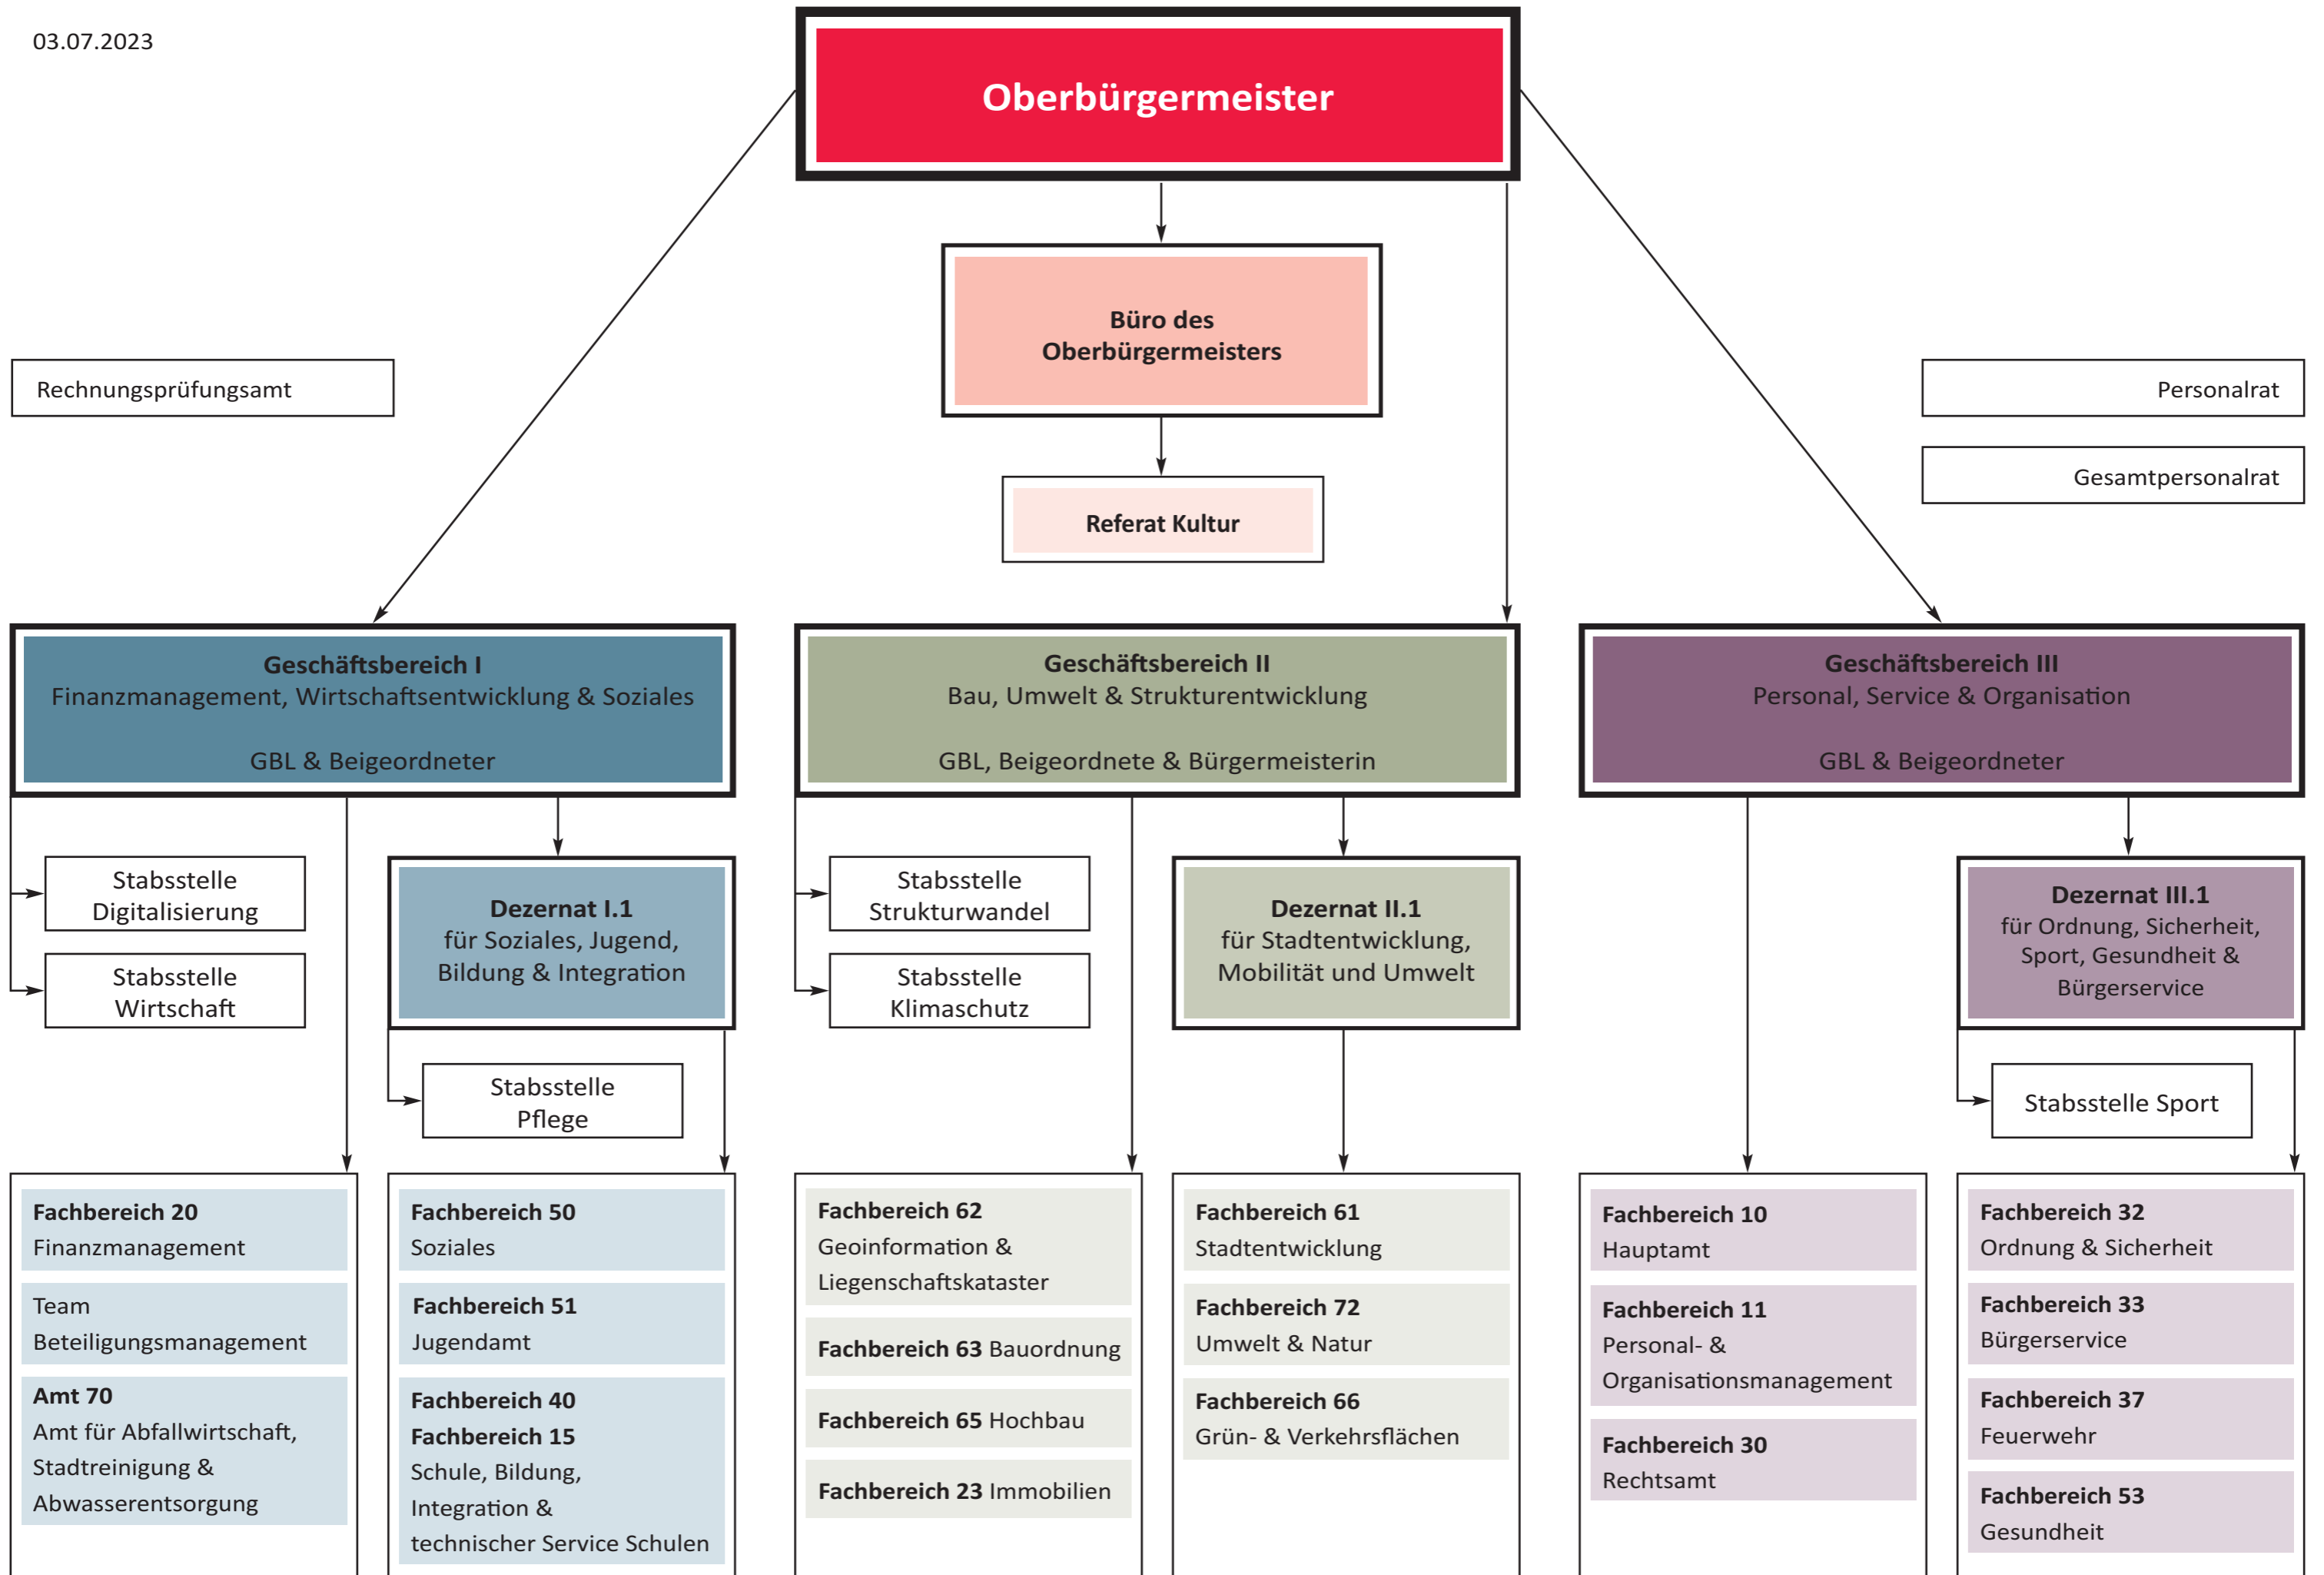 03.07.2023
Oberbürgermeister
Büro des
Oberbürgermeisters
Rechnungsprüfungsamt
Personalrat
Gesamtpersonalrat
Referat Kultur
Geschäftsbereich I
Finanzmanagement, Wirtschaftsentwicklung & Soziales
GBL & Beigeordneter
Geschäftsbereich II
Bau, Umwelt & Strukturentwicklung
GBL, Beigeordnete & Bürgermeisterin
Geschäftsbereich III
Personal, Service & Organisation
GBL & Beigeordneter
Stabsstelle
Digitalisierung
Stabsstelle
Wirtschaft
Dezernat I.1
für Soziales, Jugend,
Bildung & Integration
Stabsstelle
Pflege
Stabsstelle
Strukturwandel
Stabsstelle
Klimaschutz
Dezernat II.1
für Stadtentwicklung,
Mobilität und Umwelt
Dezernat III.1
für Ordnung, Sicherheit,
Sport, Gesundheit &
Bürgerservice
Stabsstelle Sport
Fachbereich 20
Finanzmanagement
Team
Beteiligungsmanagement
Amt 70
Amt für Abfallwirtschaft,
Stadtreinigung &
Abwasserentsorgung
Fachbereich 50
Soziales
Fachbereich 51
Jugendamt
Fachbereich 40
Fachbereich 15
Schule, Bildung,
Integration &
technischer Service Schulen
Fachbereich 62
Geoinformation &
Liegenschaftskataster
Fachbereich 63 Bauordnung
Fachbereich 65 Hochbau
Fachbereich 23 Immobilien
Fachbereich 61
Stadtentwicklung
Fachbereich 72
Umwelt & Natur
Fachbereich 66
Grün- & Verkehrsflächen
Fachbereich 10
Hauptamt
Fachbereich 11
Personal- &
Organisationsmanagement
Fachbereich 30
Rechtsamt
Fachbereich 32
Ordnung & Sicherheit
Fachbereich 33
Bürgerservice
Fachbereich 37
Feuerwehr
Fachbereich 53
Gesundheit